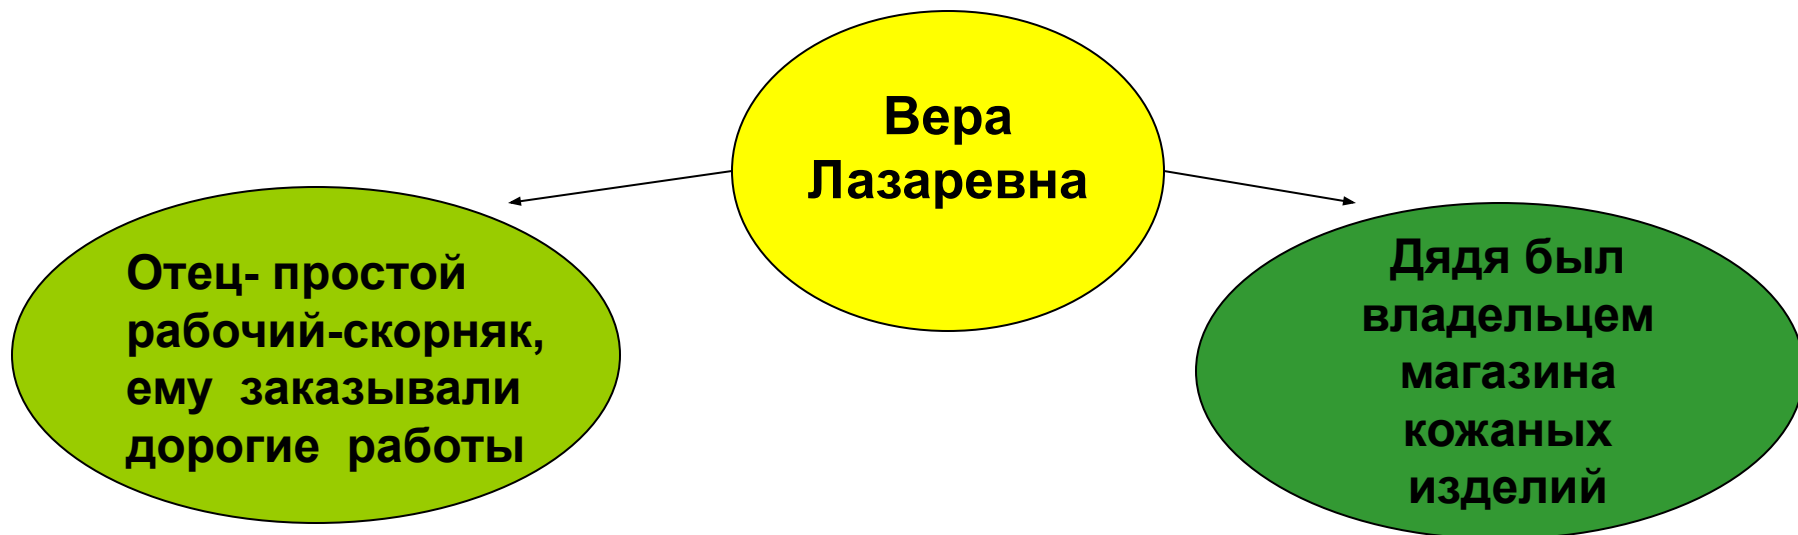 Вера
Лазаревна
Отец- простой
рабочий-скорняк,
ему  заказывали
дорогие  работы
Дядя был
владельцем
магазина
кожаных
изделий